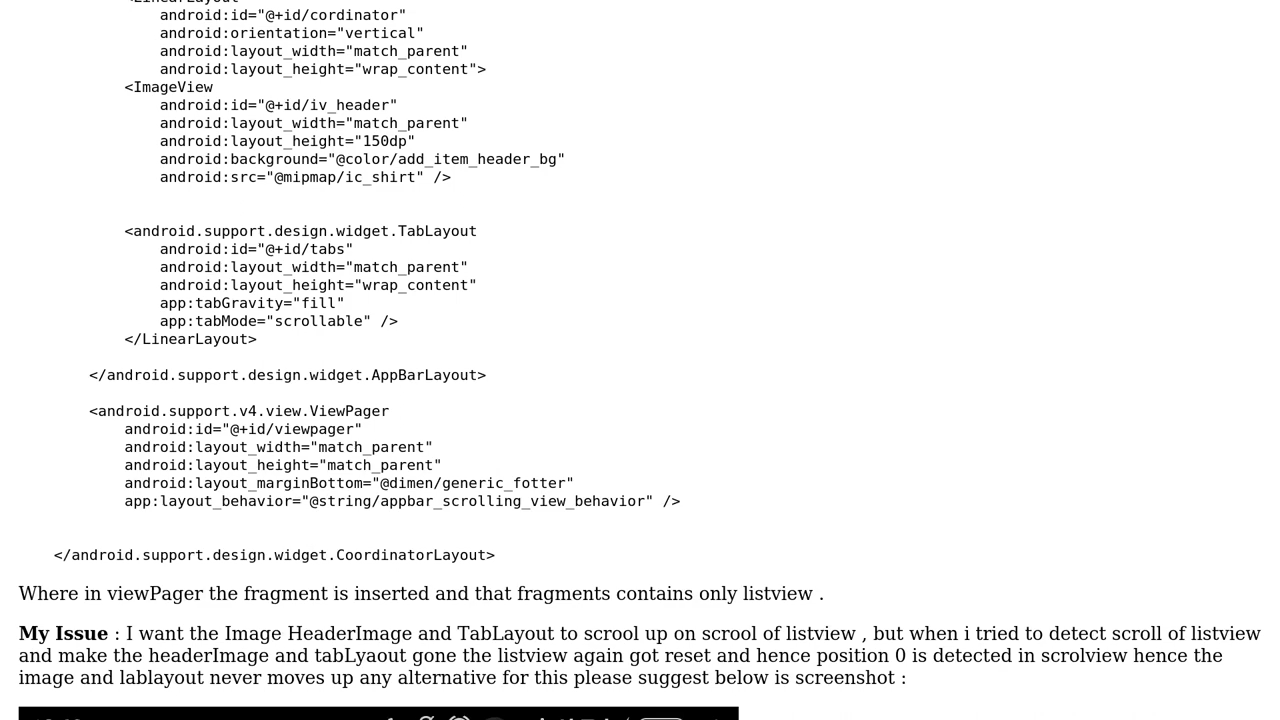 <LinearLayout
android:id="@+id/cordinator"
android:orientation="vertical"
android:layout_width="match_parent"
android:layout_height="wrap_content">
<ImageView
android:id="@+id/iv_header"
android:layout_width="match_parent"
android:layout_height="150dp"
android:background="@color/add_item_header_bg"
android:src="@mipmap/ic_shirt" />
<android.support.design.widget.TabLayout
android:id="@+id/tabs"
android:layout_width="match_parent"
android:layout_height="wrap_content"
app:tabGravity="fill"
app:tabMode="scrollable" />
</LinearLayout>
</android.support.design.widget.AppBarLayout>
<android.support.v4.view.ViewPager
android:id="@+id/viewpager"
android:layout_width="match_parent"
android:layout_height="match_parent"
android:layout_marginBottom="@dimen/generic_fotter"
app:layout_behavior="@string/appbar_scrolling_view_behavior" />
</android.support.design.widget.CoordinatorLayout>
Where in viewPager the fragment is inserted and that fragments contains only listview .
My Issue : I want the Image HeaderImage and TabLayout to scrool up on scrool of listview , but when i tried to detect scroll of listview
and make the headerImage and tabLyaout gone the listview again got reset and hence position 0 is detected in scrolview hence the
image and lablayout never moves up any alternative for this please suggest below is screenshot :